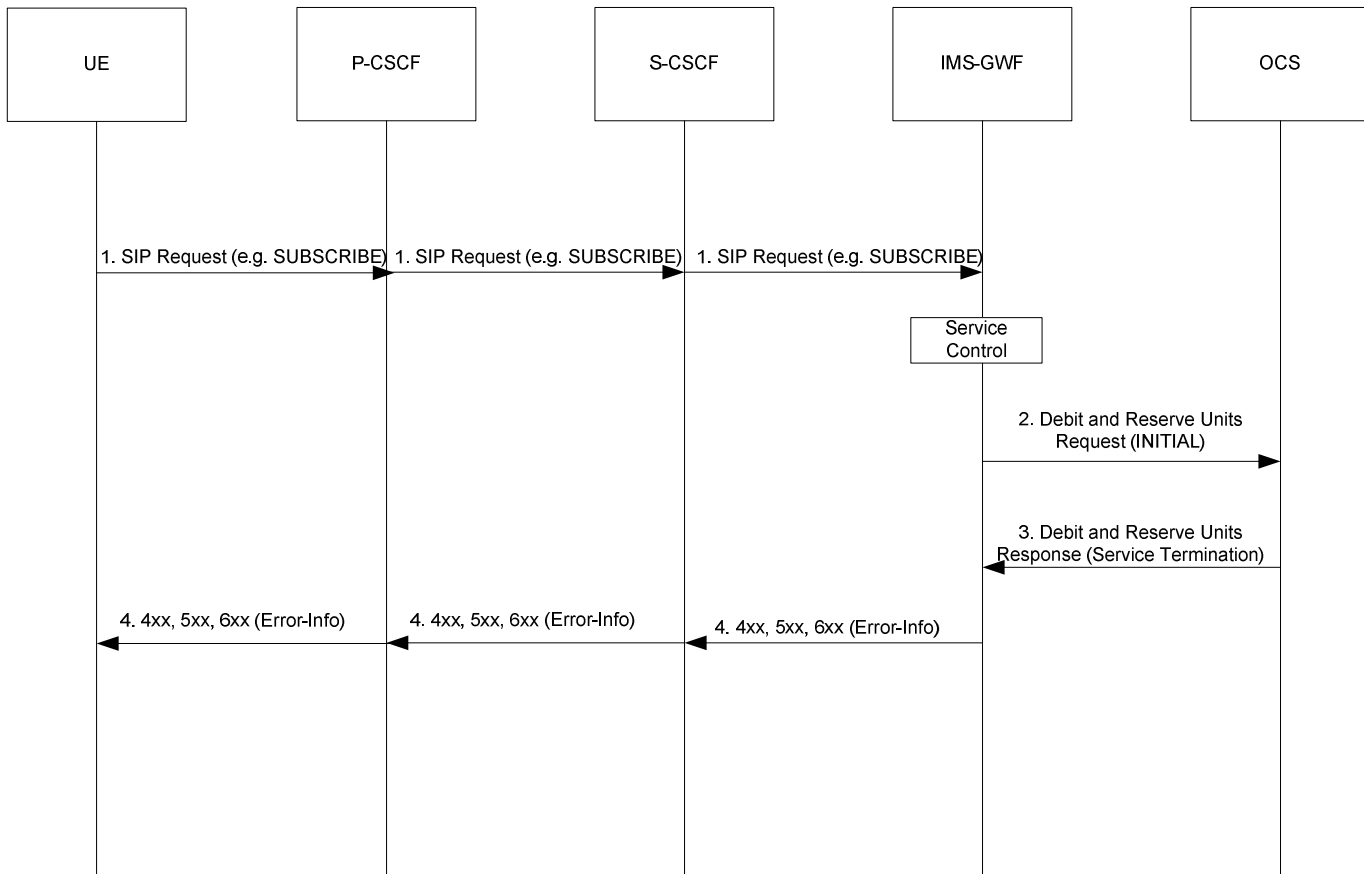 UE
P-CSCF
S-CSCF
IMS-GWF
OCS
1. SIP Request (e.g. SUBSCRIBE)
1. SIP Request (e.g. SUBSCRIBE)
1. SIP Request (e.g. SUBSCRIBE)
Service
Control
2. Debit and Reserve Units
Request (INITIAL)
3. Debit and Reserve Units
Response (Service Termination)
4. 4xx, 5xx, 6xx (Error-Info)
4. 4xx, 5xx, 6xx (Error-Info)
4. 4xx, 5xx, 6xx (Error-Info)